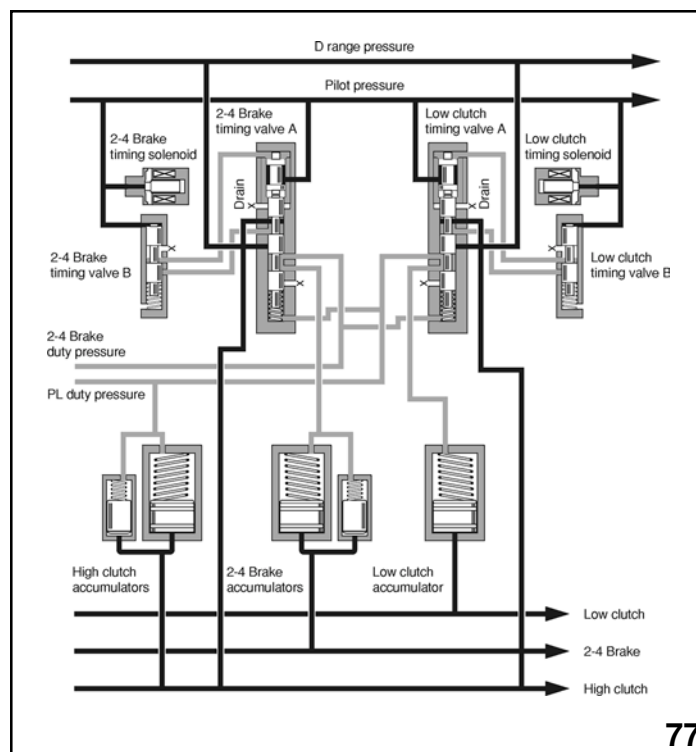 D range pressure
Pilot pressure
2-4 Brake
timing valve A
Low clutch
timing valve A
2-4 Brake
timing solenoid
Low clutch
timing solenoid
Drain
Drain
2-4 Brake
timing valve B
Low clutch
timing valve B
2-4 Brake
duty pressure
PL duty pressure
High clutch
accumulators
2-4 Brake
accumulators
Low clutch
accumulator
Low clutch
2-4 Brake
High clutch
77